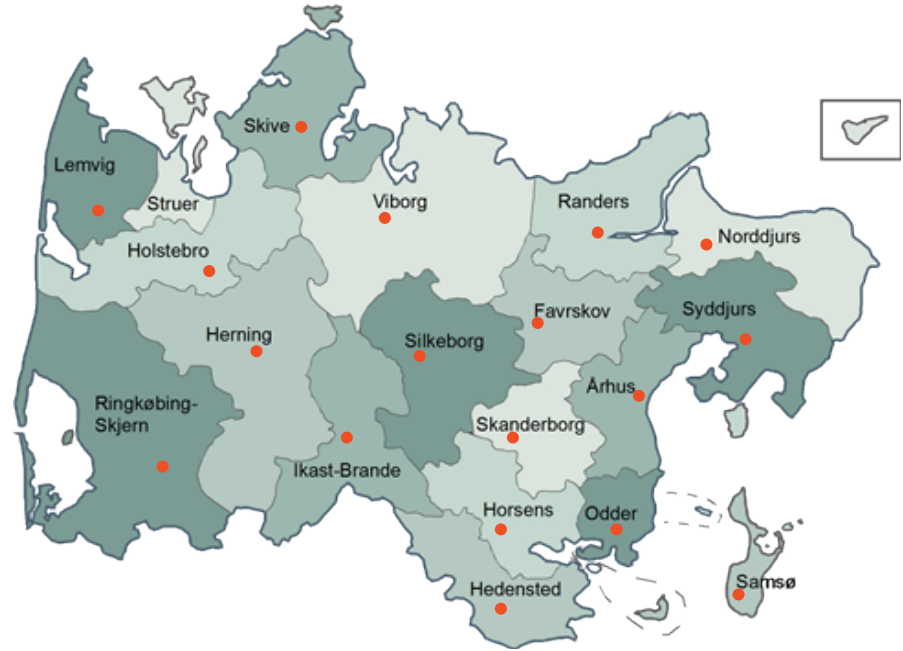 Skive
Lemvig
Struer
Viborg
Randers
Norddjurs
Holstebro
Herning
Silkeborg
Favrskov
Syddjurs
Århus
Ringkøbing-
Skjern
Skanderborg
Ikast-Brande
Horsens
Odder
Hedensted
Samsø